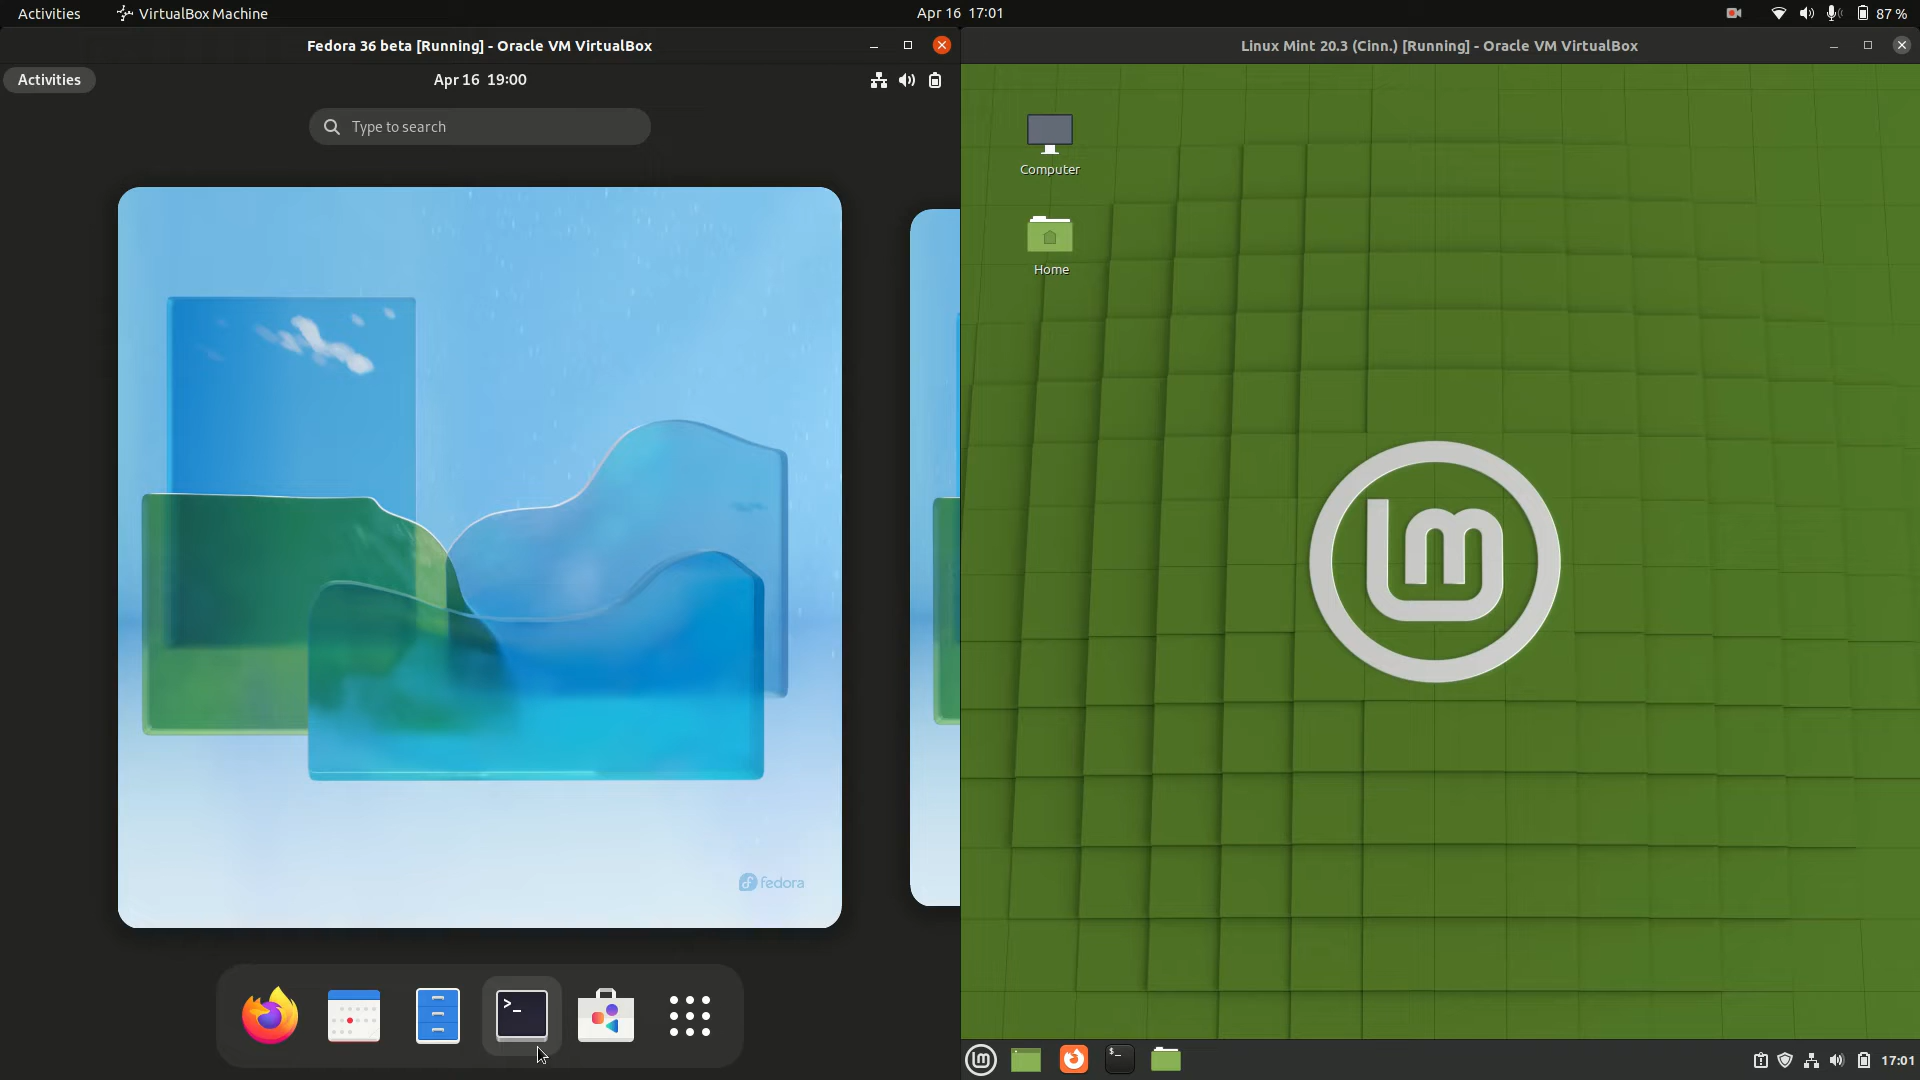 Activities VirtualBox Machine Apr 16 17:01 87 %
Fedora 36 beta [Running] - Oracle VM VirtualBox
Activities Apr 16 19:00
Type to search
fedora
>_
Linux Mint 20.3 (Cinn.) [Running] - Oracle VM VirtualBox
Computer
Home
lm
$_
17:01